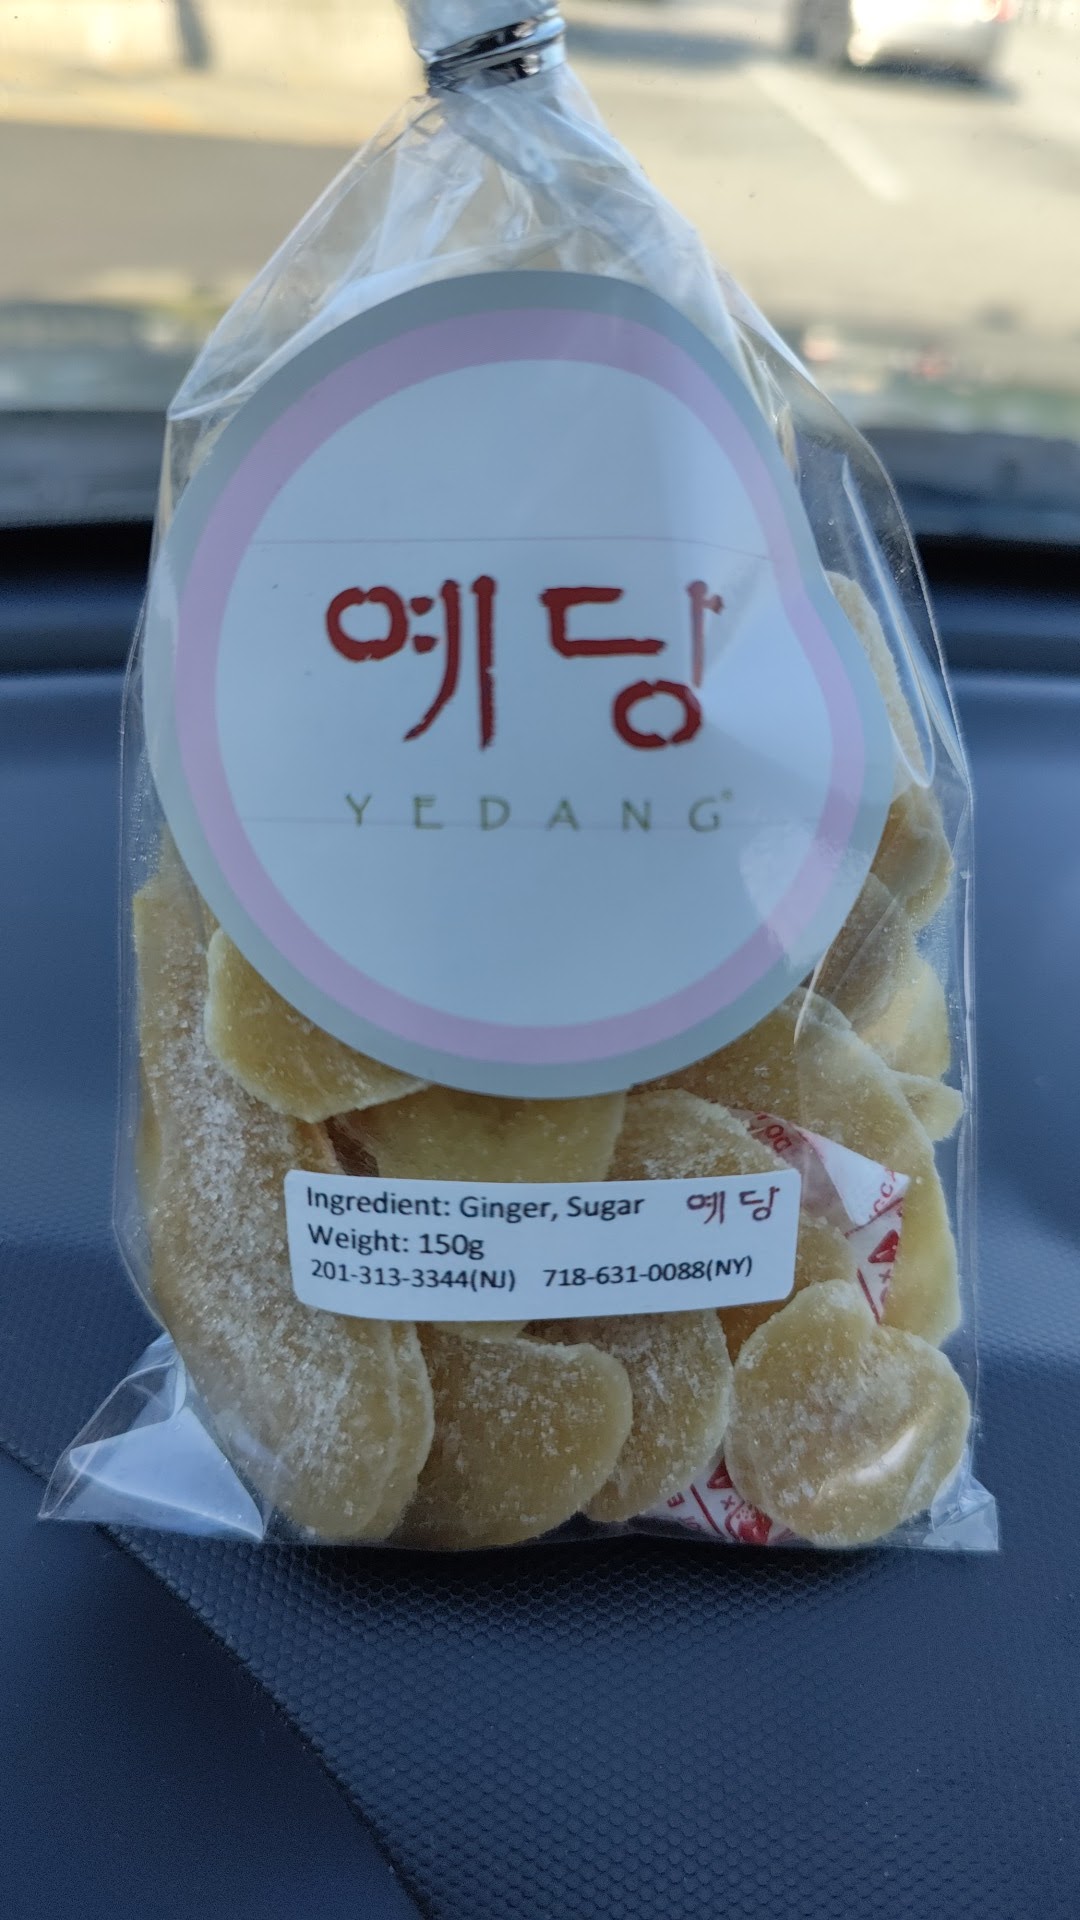 예당
YEDANG®
Ingredient: Ginger, Sugar 예당
Weight: 150g
201-313-3344(NJ) 718-631-0088(NY)